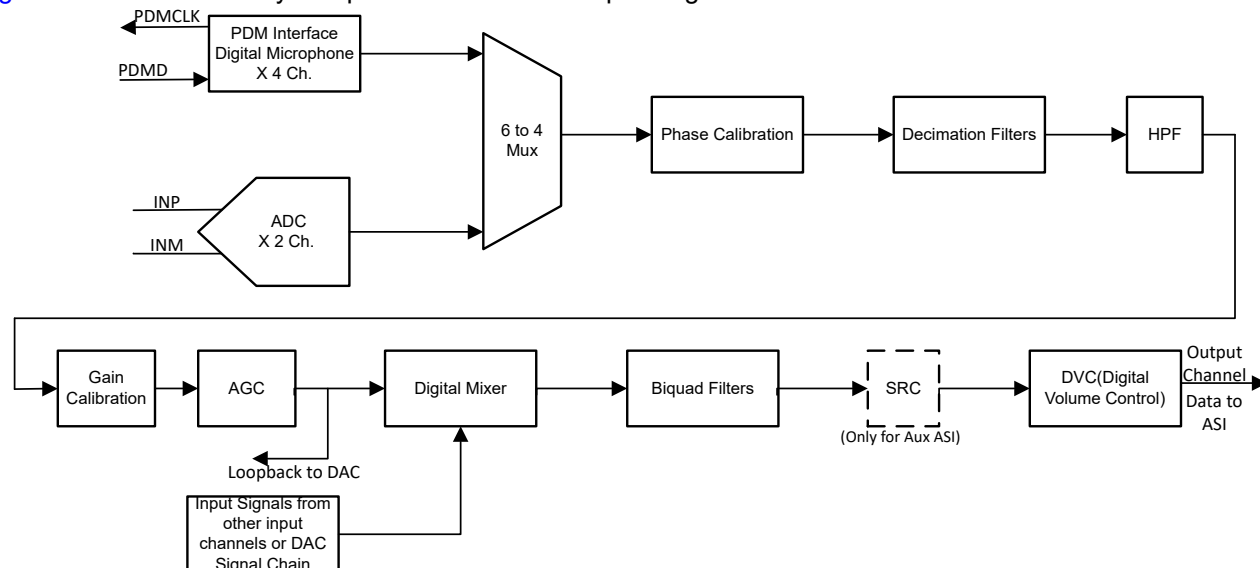 PDMCLK
PDM Interface
Digital Microphone
X 4 Ch.
PDMD
6 to 4
Mux
Phase Calibration
Decimation Filters
HPF
INP
INM
ADC
X 2 Ch.
Gain
Calibration
AGC
Digital Mixer
Biquad Filters
SRC
(Only for Aux ASI)
DVC(Digital
Volume Control)
Output
Channel
Data to
ASI
Loopback to DAC
Input Signals from
other input
channels or DAC
Signal Chain